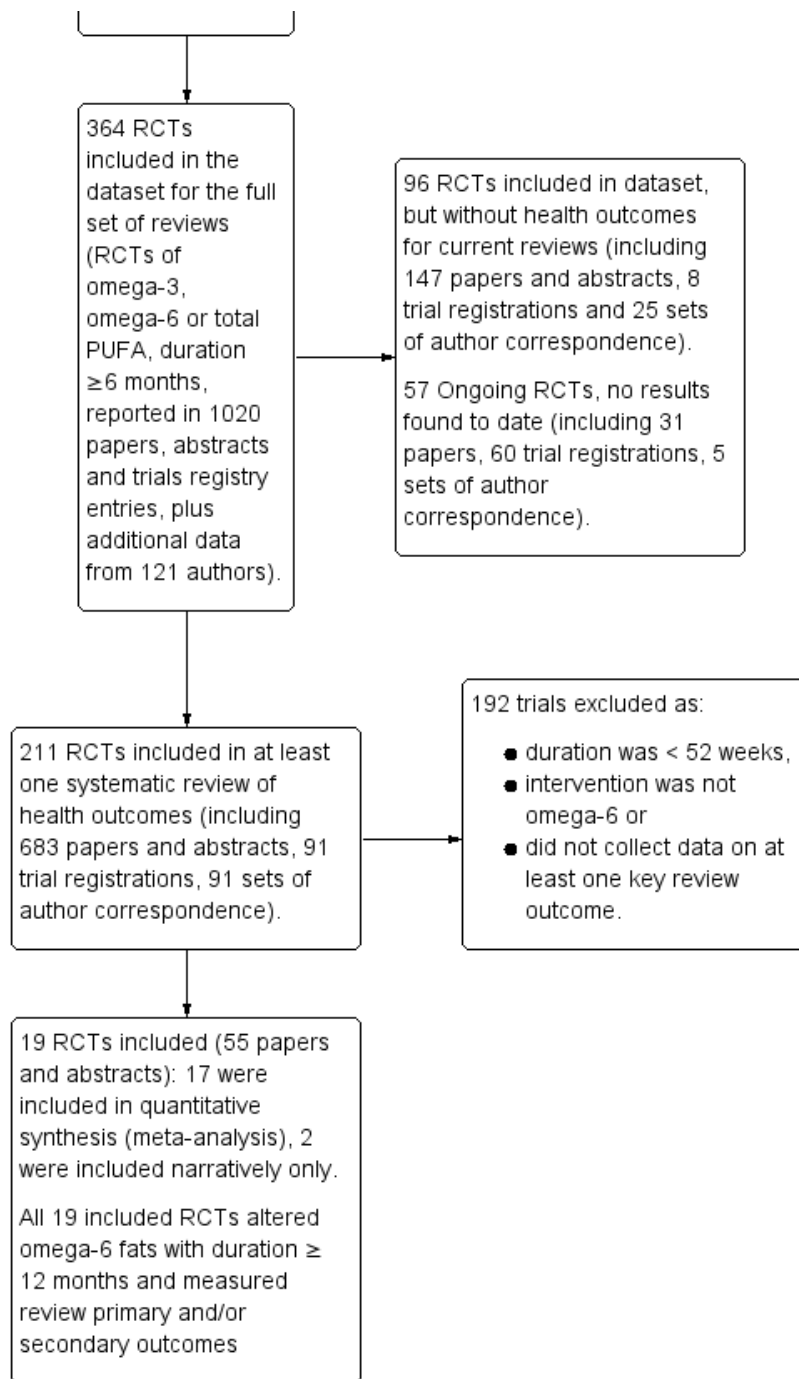 364 RCTs
included in the
dataset for the full
set of reviews
(RCTs of
omega-3,
omega-6 or total
PUFA, duration
≥6 months,
reported in 1020
papers, abstracts
and trials registry
entries, plus
additional data
from 121 authors).
96 RCTs included in dataset,
but without health outcomes
for current reviews (including
147 papers and abstracts, 8
trial registrations and 25 sets
of author correspondence).
57 Ongoing RCTs, no results
found to date (including 31
papers, 60 trial registrations, 5
sets of author
correspondence).
211 RCTs included in at least
one systematic review of
health outcomes (including
683 papers and abstracts, 91
trial registrations, 91 sets of
author correspondence).
192 trials excluded as:
● duration was < 52 weeks,
● intervention was not
omega-6 or
● did not collect data on at
least one key review
outcome.
19 RCTs included (55 papers
and abstracts): 17 were
included in quantitative
synthesis (meta-analysis), 2
were included narratively only.
All 19 included RCTs altered
omega-6 fats with duration ≥
12 months and measured
review primary and/or
secondary outcomes